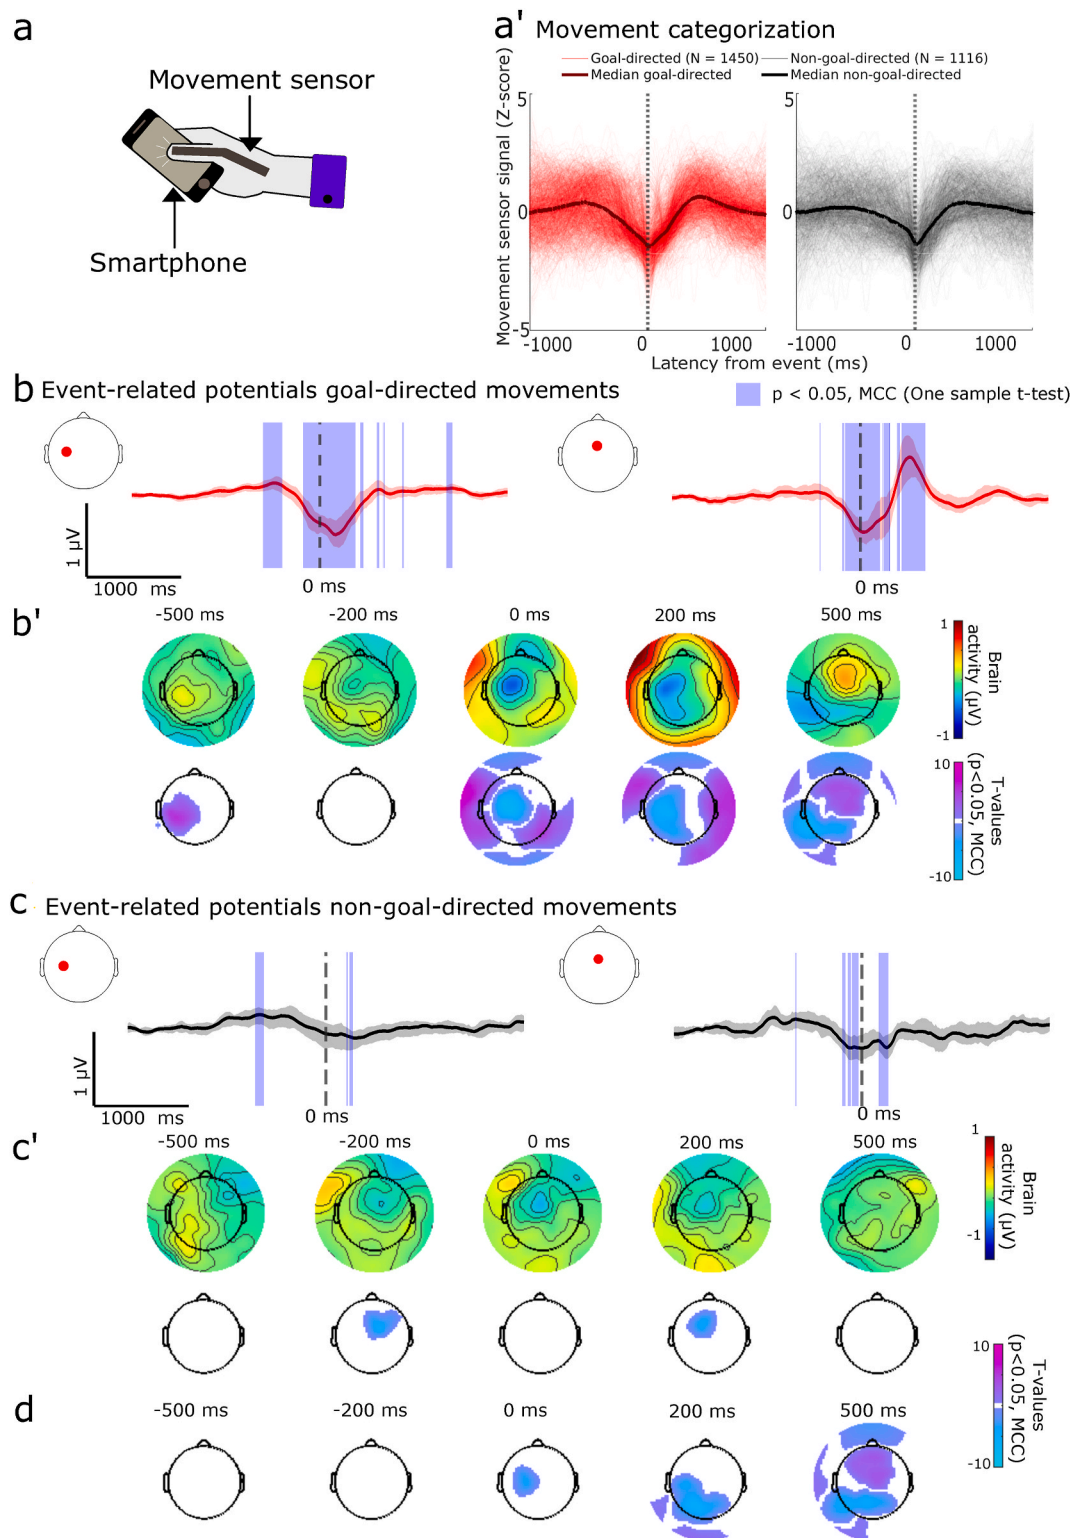 a
Movement sensor
Smartphone
a' Movement categorization
Goal-directed (N = 1450)
Median goal-directed
Non-goal-directed (N = 1116)
Median non-goal-directed
Movement sensor signal (Z-score)
5
0
-5
5
0
-1000 0 1000
-1000 0 1000
Latency from event (ms)
b Event-related potentials goal-directed movements
p < 0.05, MCC (One sample t-test)
1 μV
1000 ms
0 ms
0 ms
b'
-500 ms
-200 ms
0 ms
200 ms
500 ms
1
-1
Brain
activity (μV)
10
-10
T-values
(p<0.05, MCC)
c Event-related potentials non-goal-directed movements
1 μV
1000 ms
0 ms
0 ms
c'
-500 ms
-200 ms
0 ms
200 ms
500 ms
1
-1
Brain
activity (μV)
10
-10
T-values
(p<0.05, MCC)
d
-500 ms
-200 ms
0 ms
200 ms
500 ms